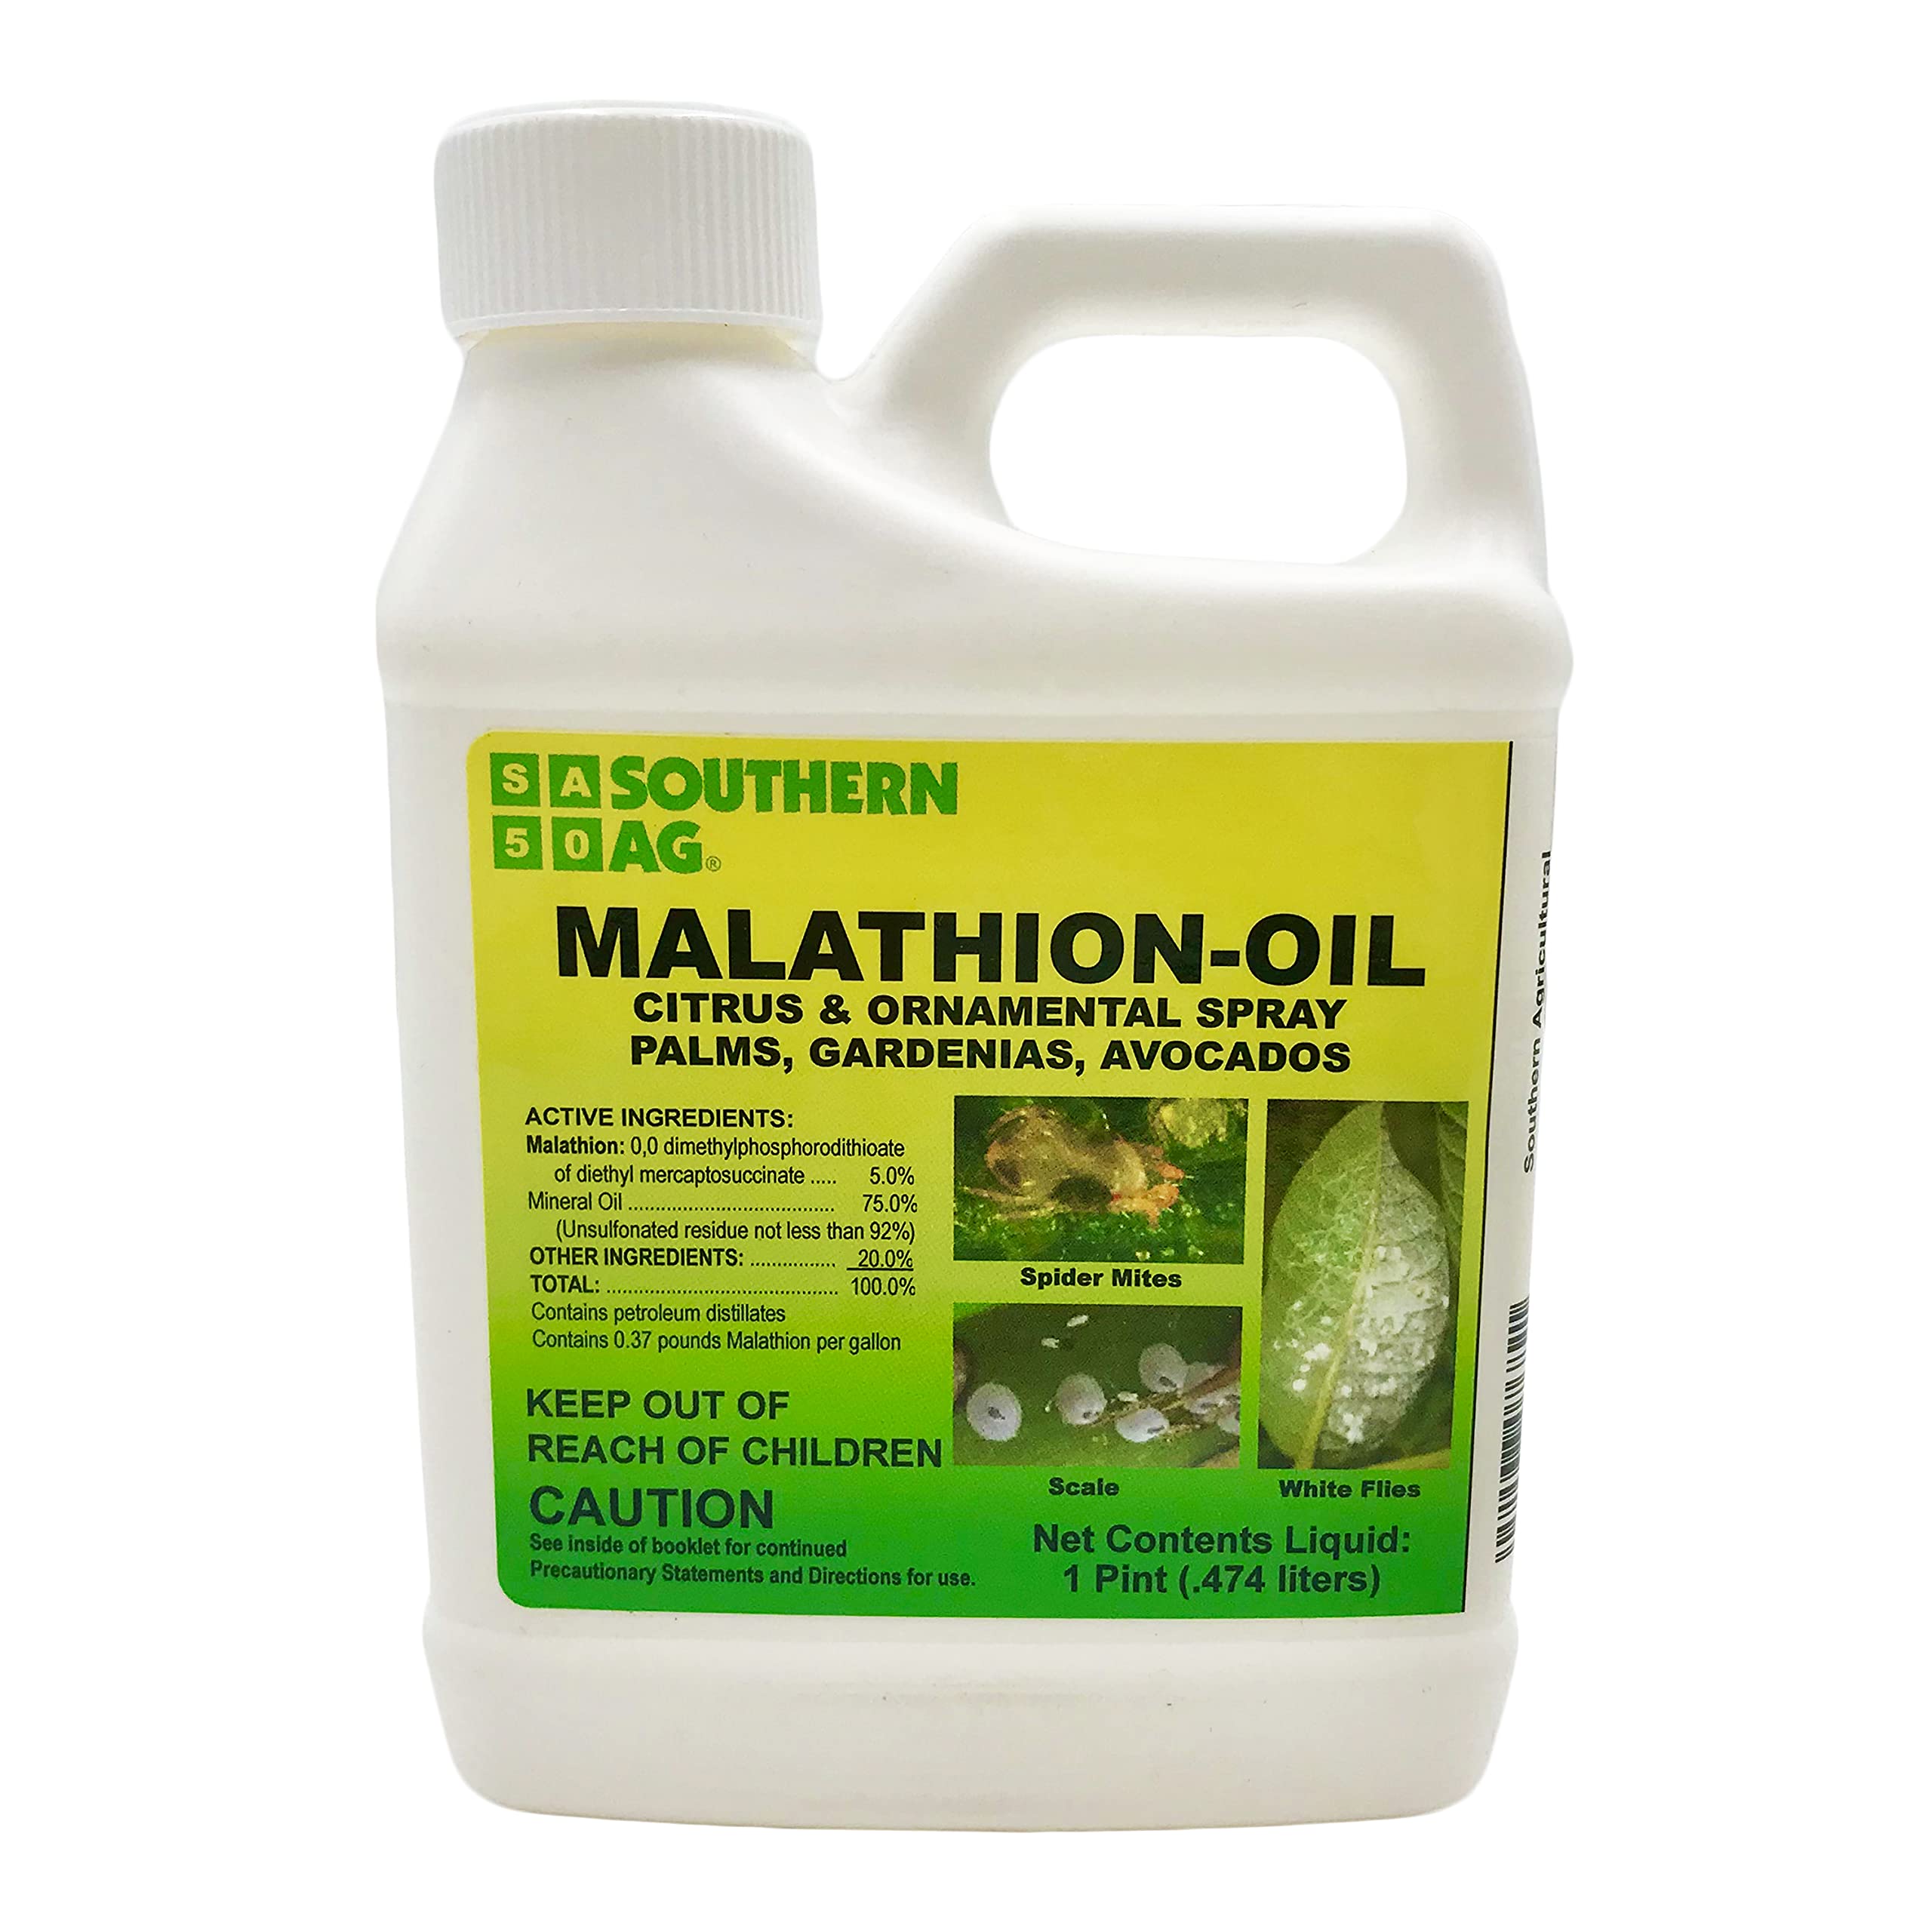 SA SOUTHERN
50 AG®
MALATHION-OIL
CITRUS & ORNAMENTAL SPRAY
PALMS, GARDENIAS, AVOCADOS
ACTIVE INGREDIENTS:
Malathion: 0,0 dimethylphosphorodithioate
of diethyl mercaptosuccinate ..... 5.0%
Mineral Oil ..................................... 75.0%
(Unsulfonated residue not less than 92%)
OTHER INGREDIENTS: ................ 20.0%
TOTAL: .......................................... 100.0%
Contains petroleum distillates
Contains 0.37 pounds Malathion per gallon
KEEP OUT OF
REACH OF CHILDREN
CAUTION
See inside of booklet for continued
Precautionary Statements and Directions for use.
Spider Mites
Scale
White Flies
Net Contents Liquid:
1 Pint (.474 liters)
Southern Agricultural